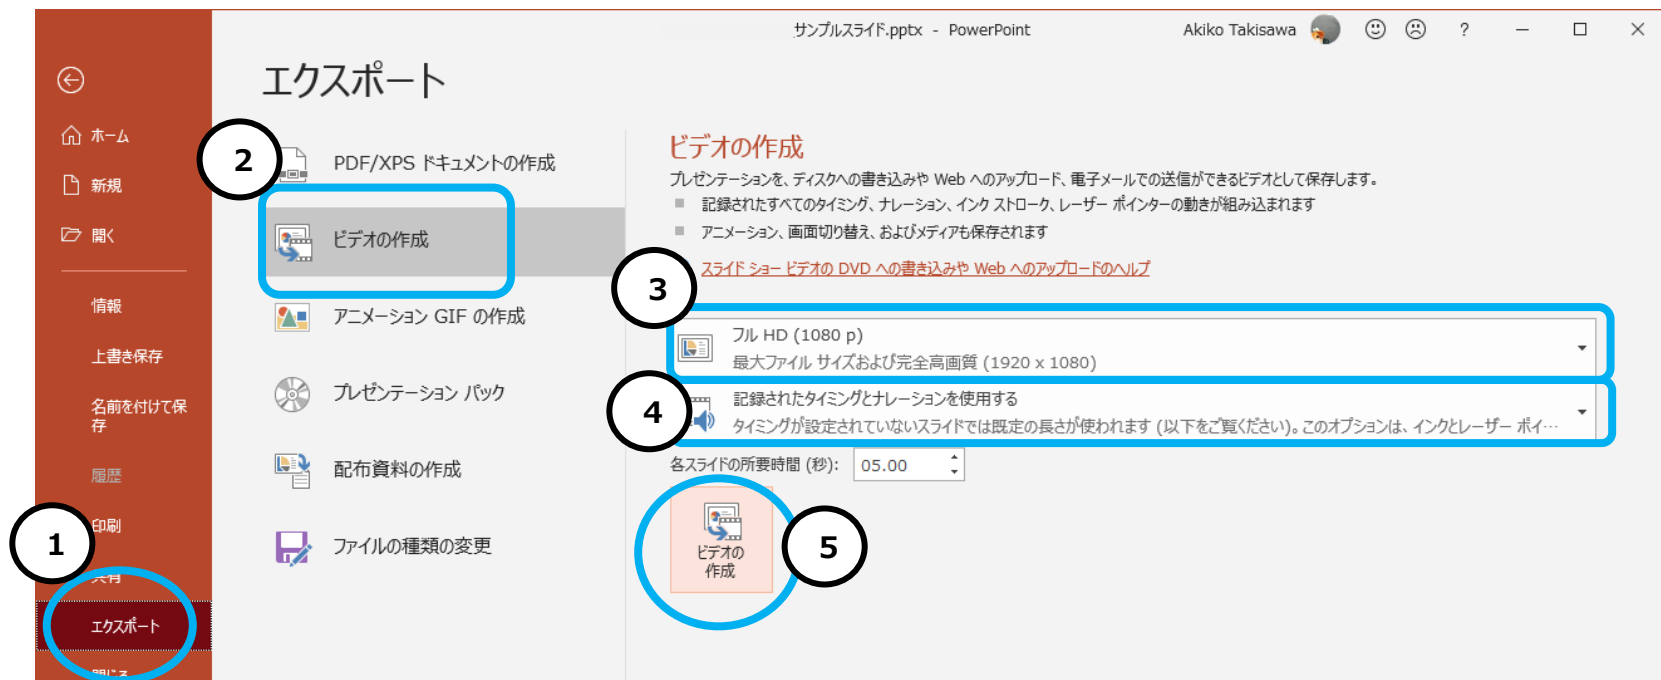 サンプルスライド.pptx - PowerPoint
Akiko Takisawa
?
エクスポート
ホーム
新規
開く
情報
上書き保存
名前を付けて保
存
履歴
印刷
共有
エクスポート
閉じる
1
2
PDF/XPS ドキュメントの作成
ビデオの作成
アニメーション GIF の作成
プレゼンテーション パック
配布資料の作成
ファイルの種類の変更
ビデオの作成
プレゼンテーションを、ディスクへの書き込みや Web へのアップロード、電子メールでの送信ができるビデオとして保存します。
記録されたすべてのタイミング、ナレーション、インク ストローク、レーザー ポインターの動きが組み込まれます
アニメーション、画面切り替え、およびメディアも保存されます
スライド ショー ビデオの DVD への書き込みや Web へのアップロードのヘルプ
3
フル HD (1080 p)
最大ファイル サイズおよび完全高画質 (1920 x 1080)
4
記録されたタイミングとナレーションを使用する
タイミングが設定されていないスライドでは既定の長さが使われます (以下をご覧ください)。このオプションは、インクとレーザー ポイ…
各スライドの所要時間 (秒): 05.00
ビデオの
作成
5